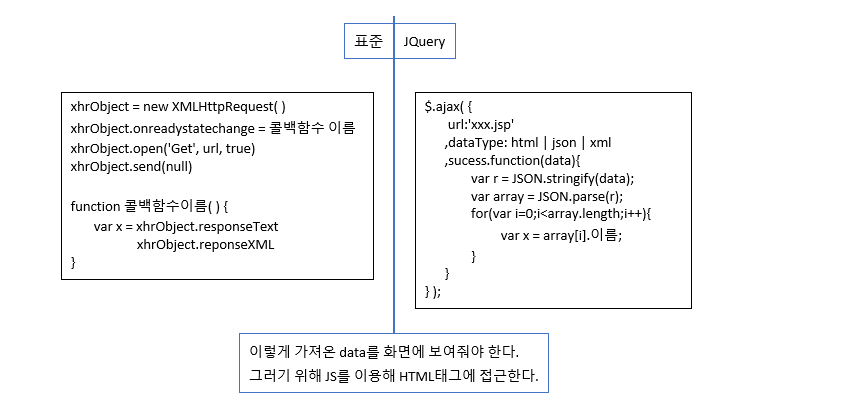 표준
JQuery
xhrObject = new XMLHttpRequest( )
xhrObject.onreadystatechange = 콜백함수 이름
xhrObject.open('Get', url, true)
xhrObject.send(null)
function 콜백함수이름( ) {
var x = xhrObject.responseText
xhrObject.reponseXML
}
$.ajax( {
url:'xxx.jsp'
,dataType: html | json | xml
,sucess.function(data){
var r = JSON.stringify(data);
var array = JSON.parse(r);
for(var i=0;i<array.length;i++){
var x = array[i].이름;
}
}
} );
이렇게 가져온 data를 화면에 보여줘야 한다.
그러기 위해 JS를 이용해 HTML태그에 접근한다.